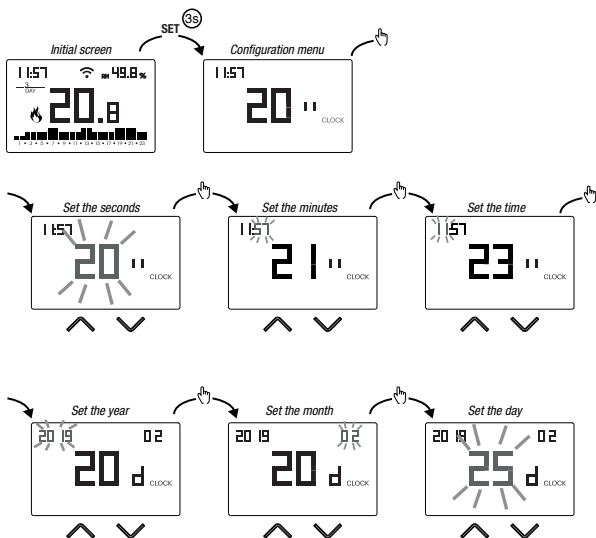 SET 3s
Initial screen
Configuration menu
11:57 RH 49.8 %
3
DAY
20.8
1 • 3 • 5 • 7 • 9 • 11 • 13 • 15 • 17 • 19 • 21 • 23
11:57
20 '' CLOCK
Set the seconds
Set the minutes
Set the time
11:57
20 '' CLOCK
11:57
21 '' CLOCK
11:57
23 '' CLOCK
Set the year
Set the month
Set the day
2019 02
20 d CLOCK
2019 02
20 d CLOCK
2019 02
25 d CLOCK